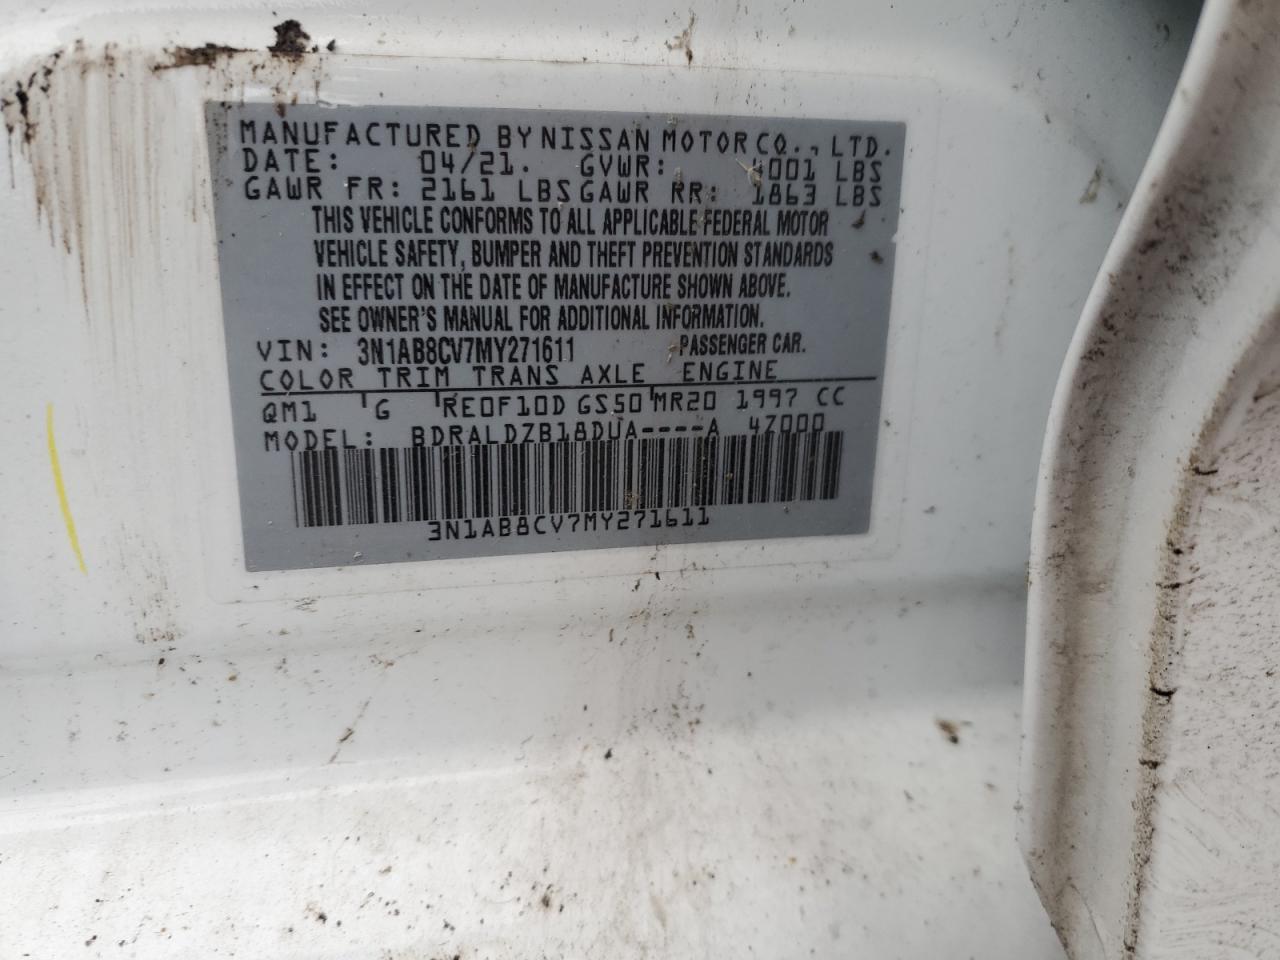 MANUFACTURED BY NISSAN MOTOR CO., LTD.
DATE: 04/21. GVWR: 4001 LBS
GAWR FR: 2161 LBS GAWR RR: 1863 LBS
THIS VEHICLE CONFORMS TO ALL APPLICABLE FEDERAL MOTOR
VEHICLE SAFETY, BUMPER AND THEFT PREVENTION STANDARDS
IN EFFECT ON THE DATE OF MANUFACTURE SHOWN ABOVE.
SEE OWNER'S MANUAL FOR ADDITIONAL INFORMATION.
VIN: 3N1AB8CV7MY271611 PASSENGER CAR.
COLOR TRIM TRANS AXLE ENGINE
QM1 G RE0F10D GS50 MR20 1997 CC
MODEL: BDRALDZB18DUA----A 47000
3N1AB8CV7MY271611